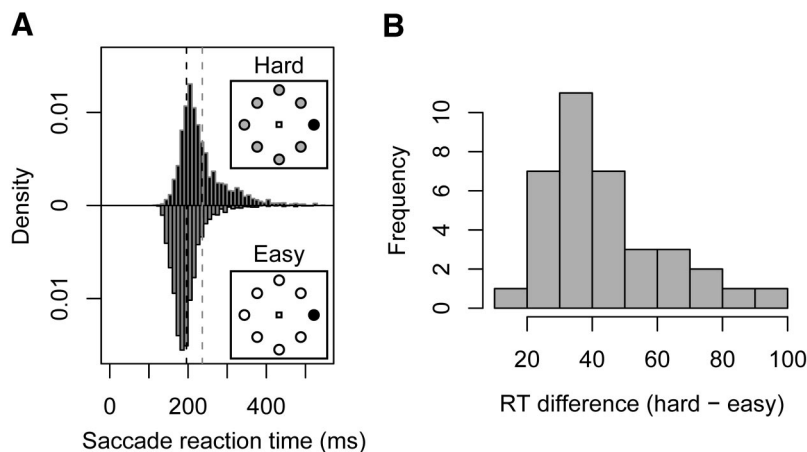 A
Hard
Easy
0.01
0
0.01
Density
0
200
400
Saccade reaction time (ms)
B
10
8
6
4
2
0
Frequency
20
40
60
80
100
RT difference (hard − easy)